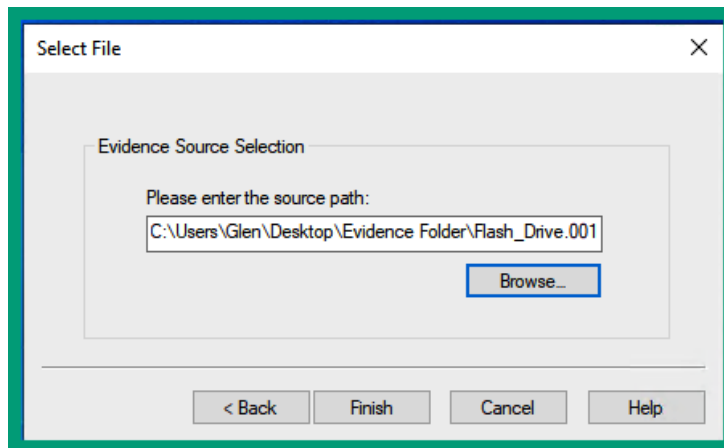 Select File
Evidence Source Selection
Please enter the source path:
C:\Users\Glen\Desktop\Evidence Folder\Flash_Drive.001
Browse...
< Back Finish Cancel Help